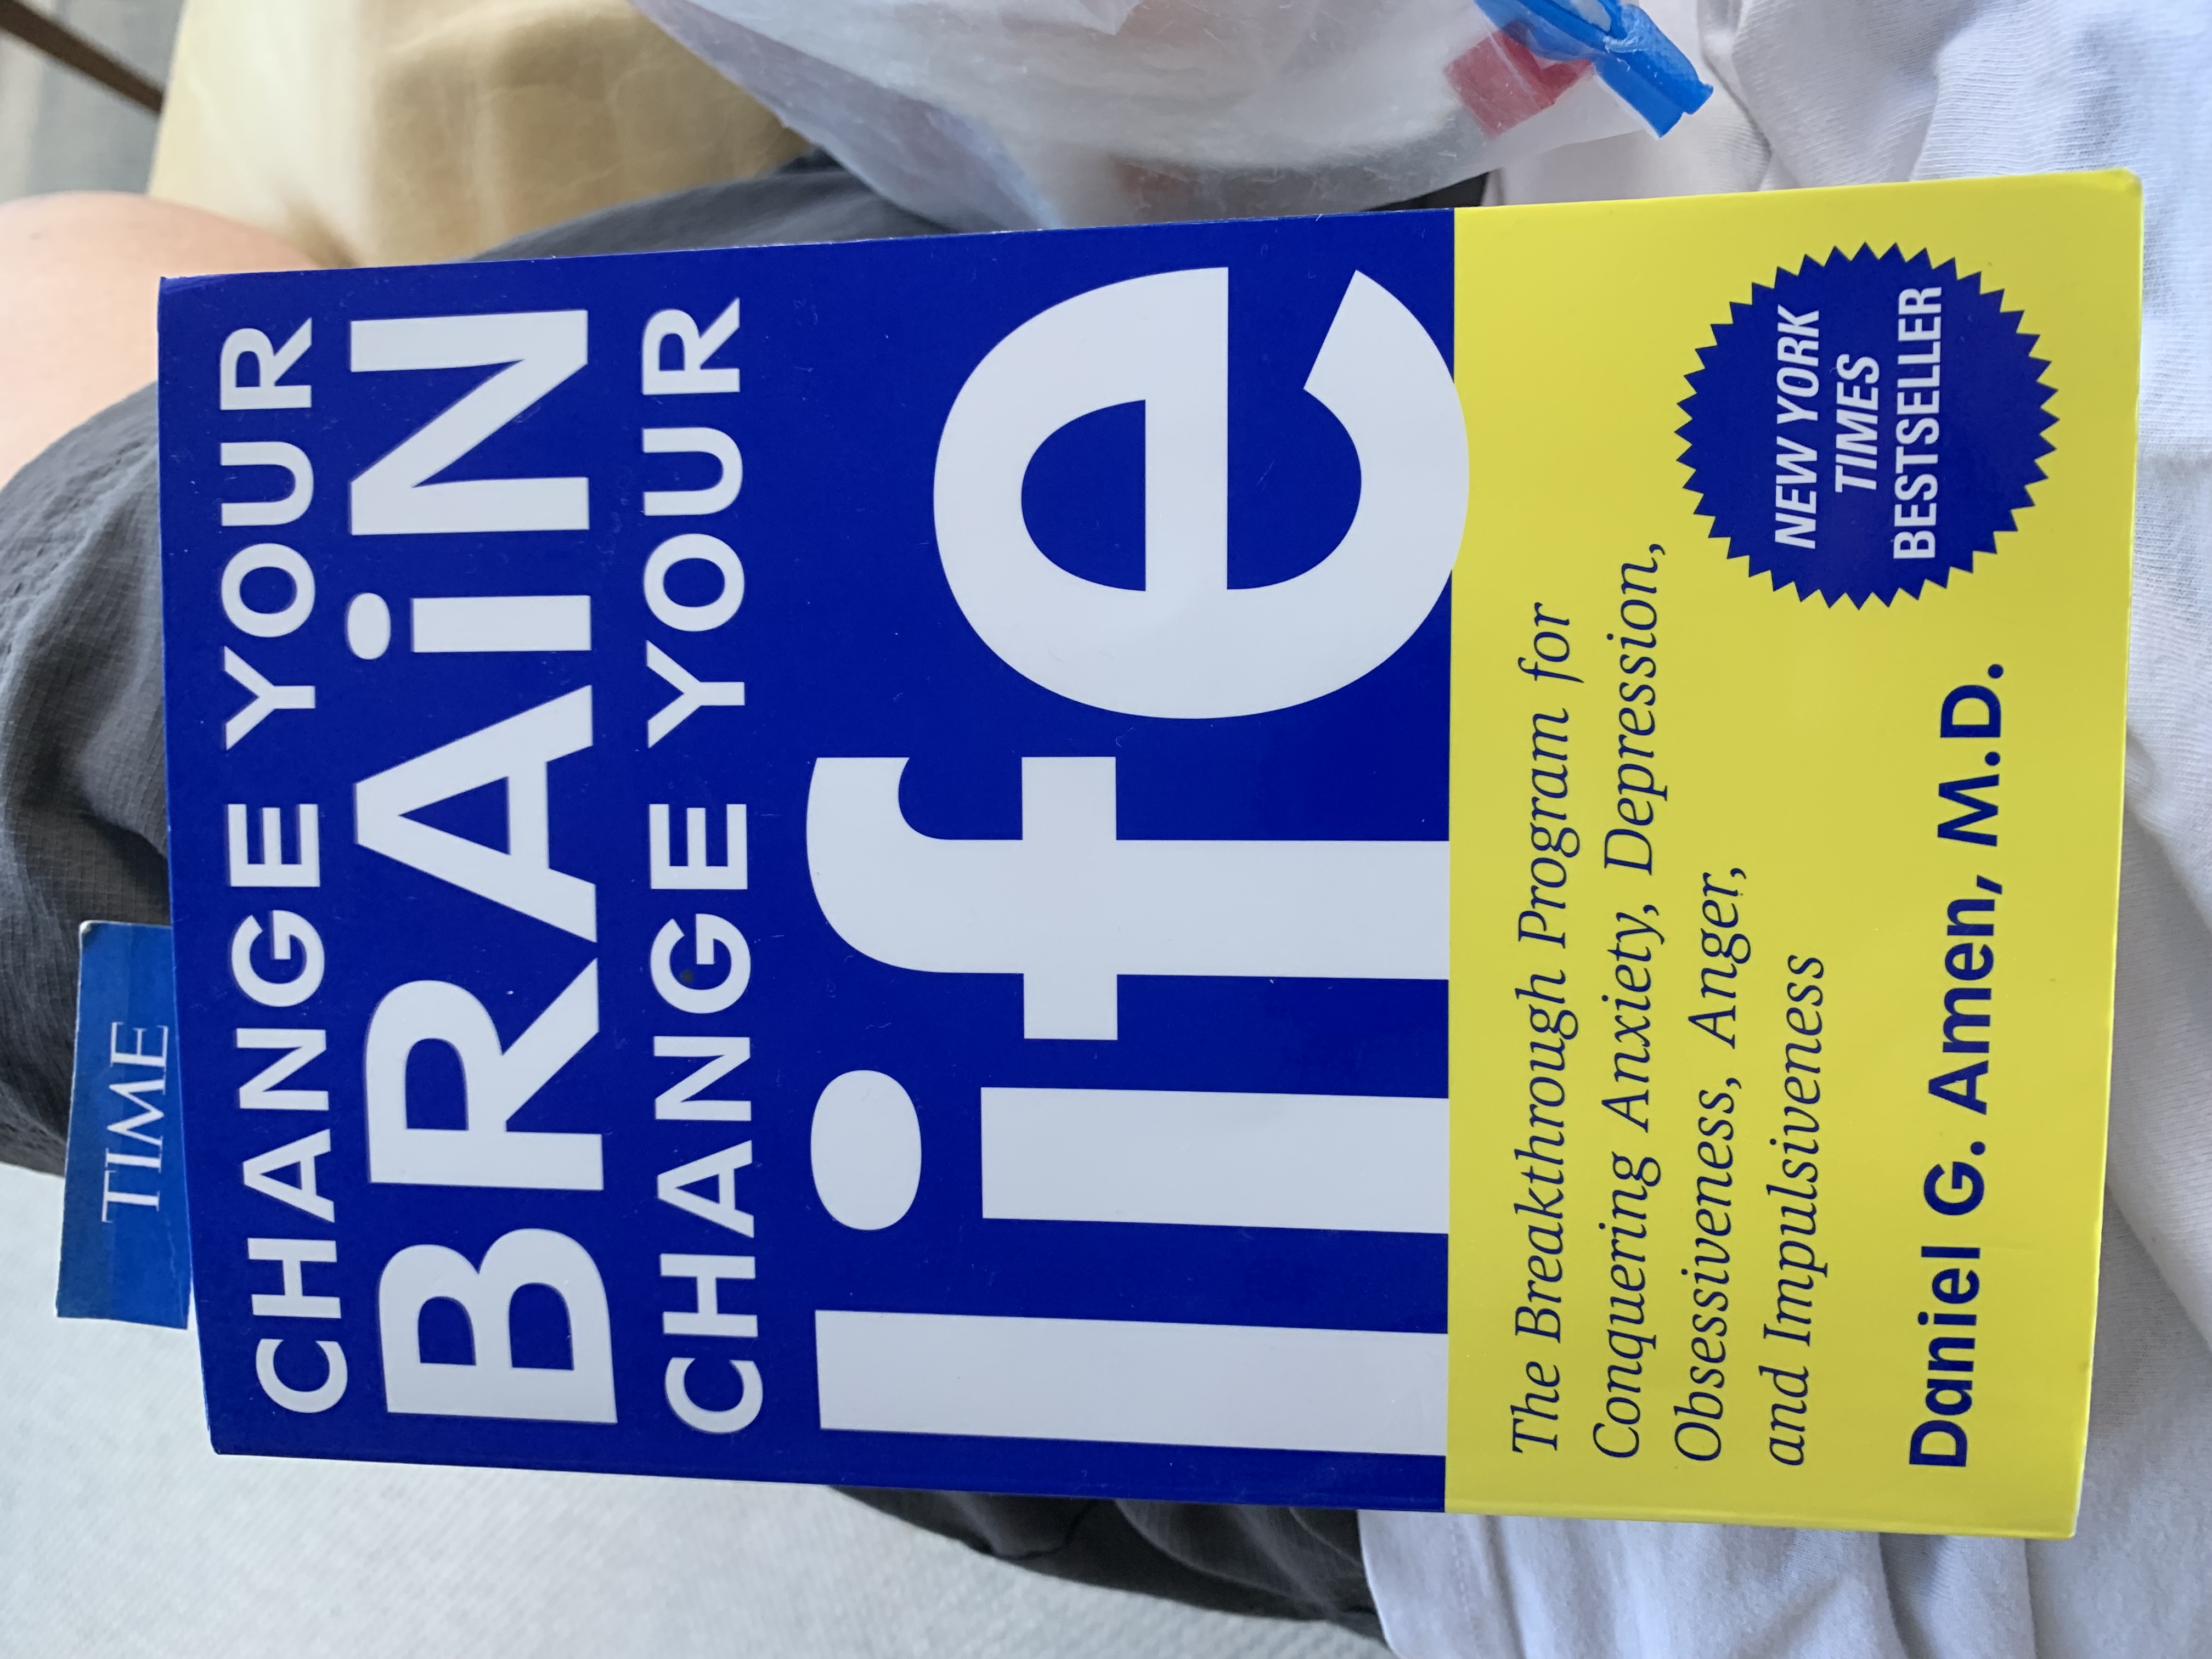 TIME
CHANGE YOUR
BRAiN
CHANGE YOUR
life
The Breakthrough Program for
Conquering Anxiety, Depression,
Obsessiveness, Anger,
and Impulsiveness
NEW YORK
TIMES
BESTSELLER
Daniel G. Amen, M.D.